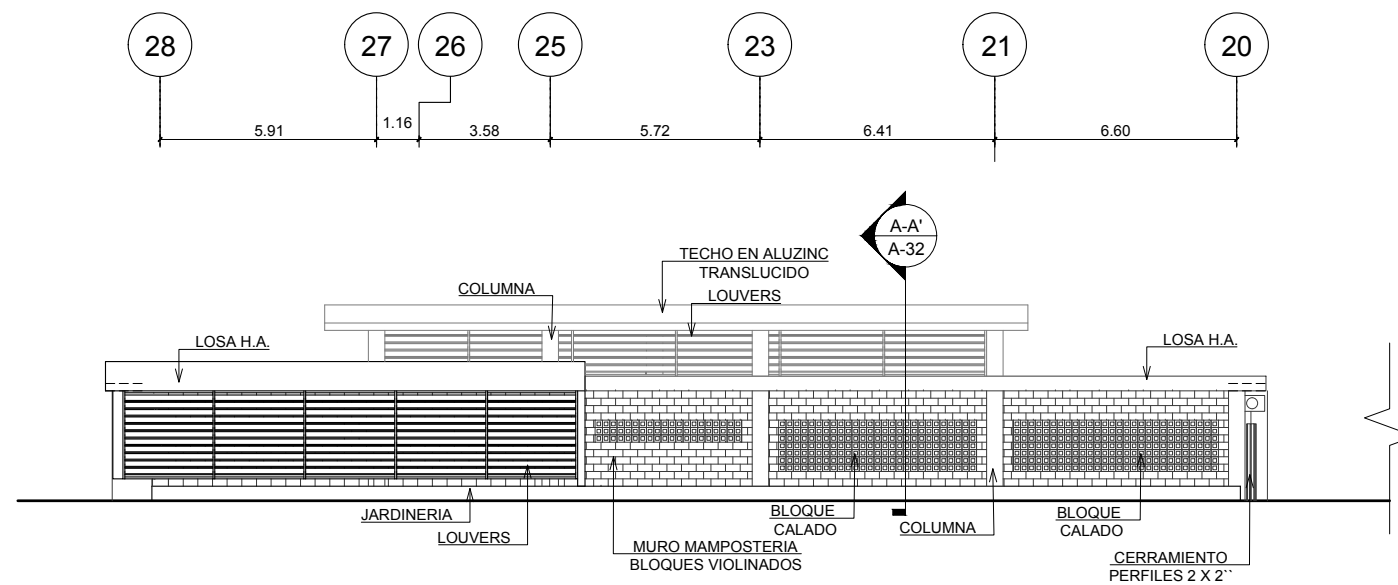 28 27 26 25 23 21 20
5.91 1.16 3.58 5.72 6.41 6.60
A-A'
A-32
TECHO EN ALUZINC
TRANSLUCIDO
COLUMNA
LOUVERS
LOSA H.A.
LOSA H.A.
JARDINERIA
LOUVERS
MURO MAMPOSTERIA
BLOQUES VIOLINADOS
BLOQUE
CALADO
COLUMNA
BLOQUE
CALADO
CERRAMIENTO
PERFILES 2 X 2``